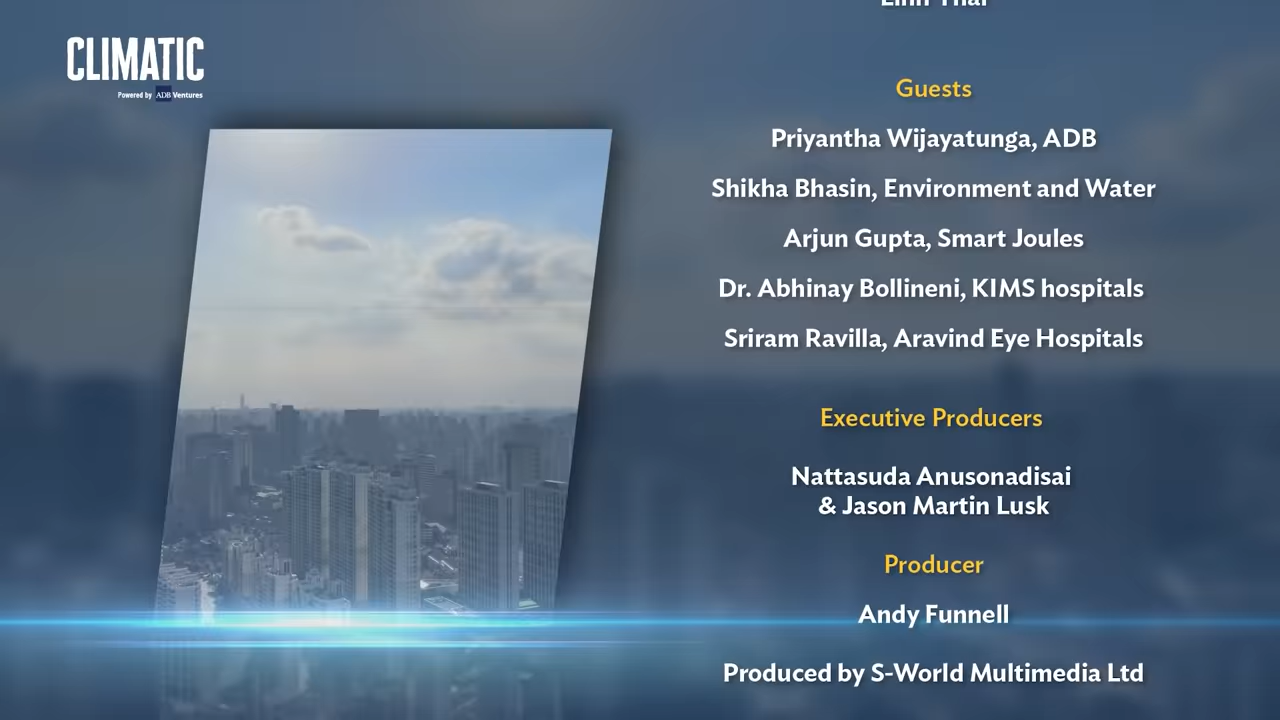 CLIMATIC
Powered by ADB Ventures
Guests
Priyantha Wijayatunga, ADB
Shikha Bhasin, Environment and Water
Arjun Gupta, Smart Joules
Dr. Abhinay Bollineni, KIMS hospitals
Sriram Ravilla, Aravind Eye Hospitals
Executive Producers
Nattasuda Anusonadisai
& Jason Martin Lusk
Producer
Andy Funnell
Produced by S-World Multimedia Ltd